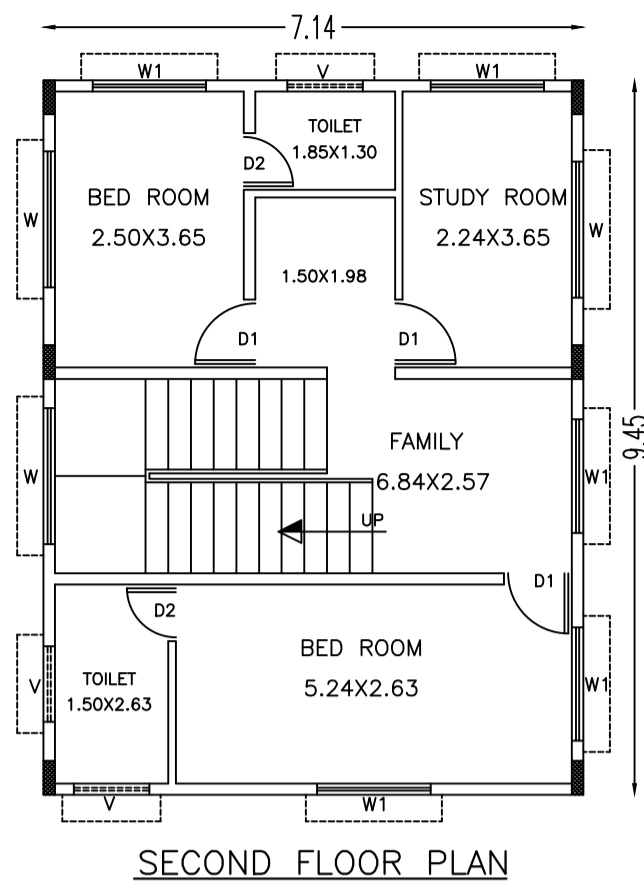 7.14
W1
V
W1
TOILET
1.85X1.30
D2
BED ROOM
2.50X3.65
STUDY ROOM
2.24X3.65
W
W
1.50X1.98
D1
D1
9.45
FAMILY
6.84X2.57
W
W1
UP
D1
D2
BED ROOM
5.24X2.63
TOILET
1.50X2.63
V
W1
V
W1
SECOND FLOOR PLAN